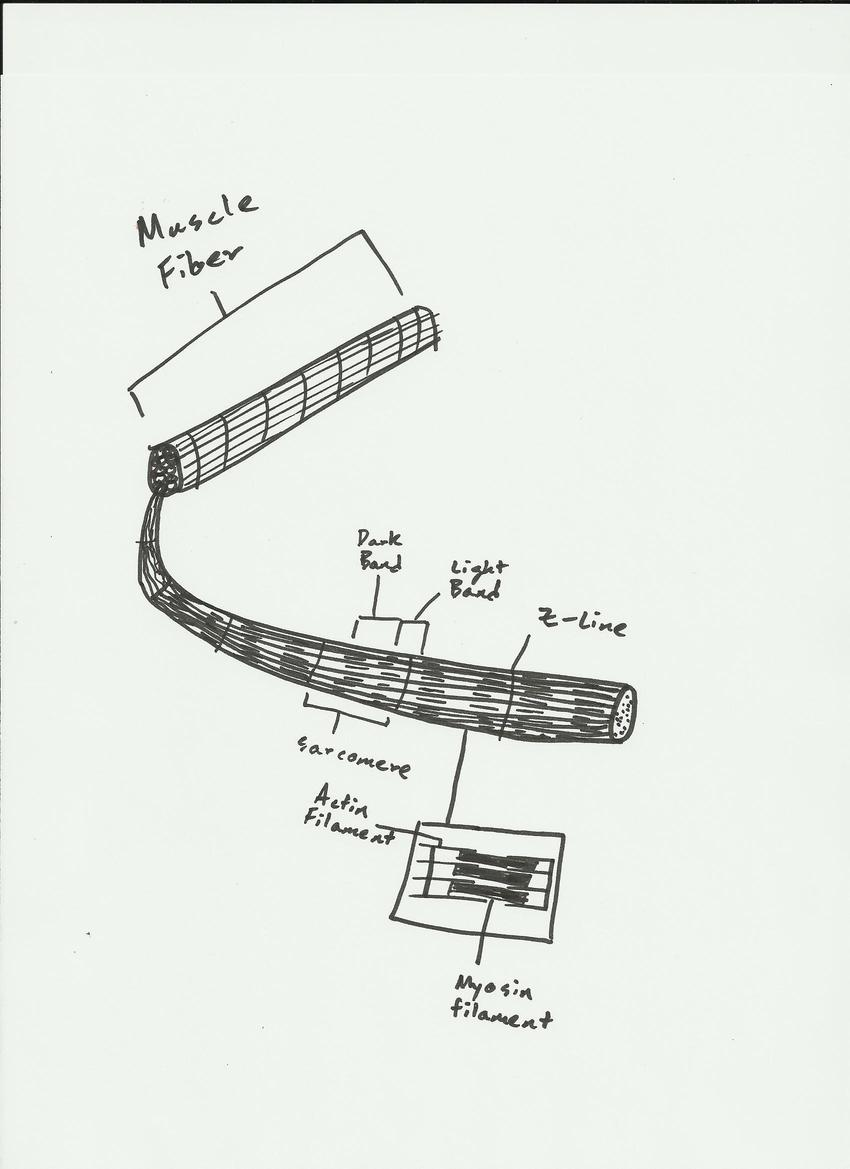 Muscle
Fiber
Dark
Band
Light
Band
Z-Line
sarcomere
Actin
Filament
Myosin
filament